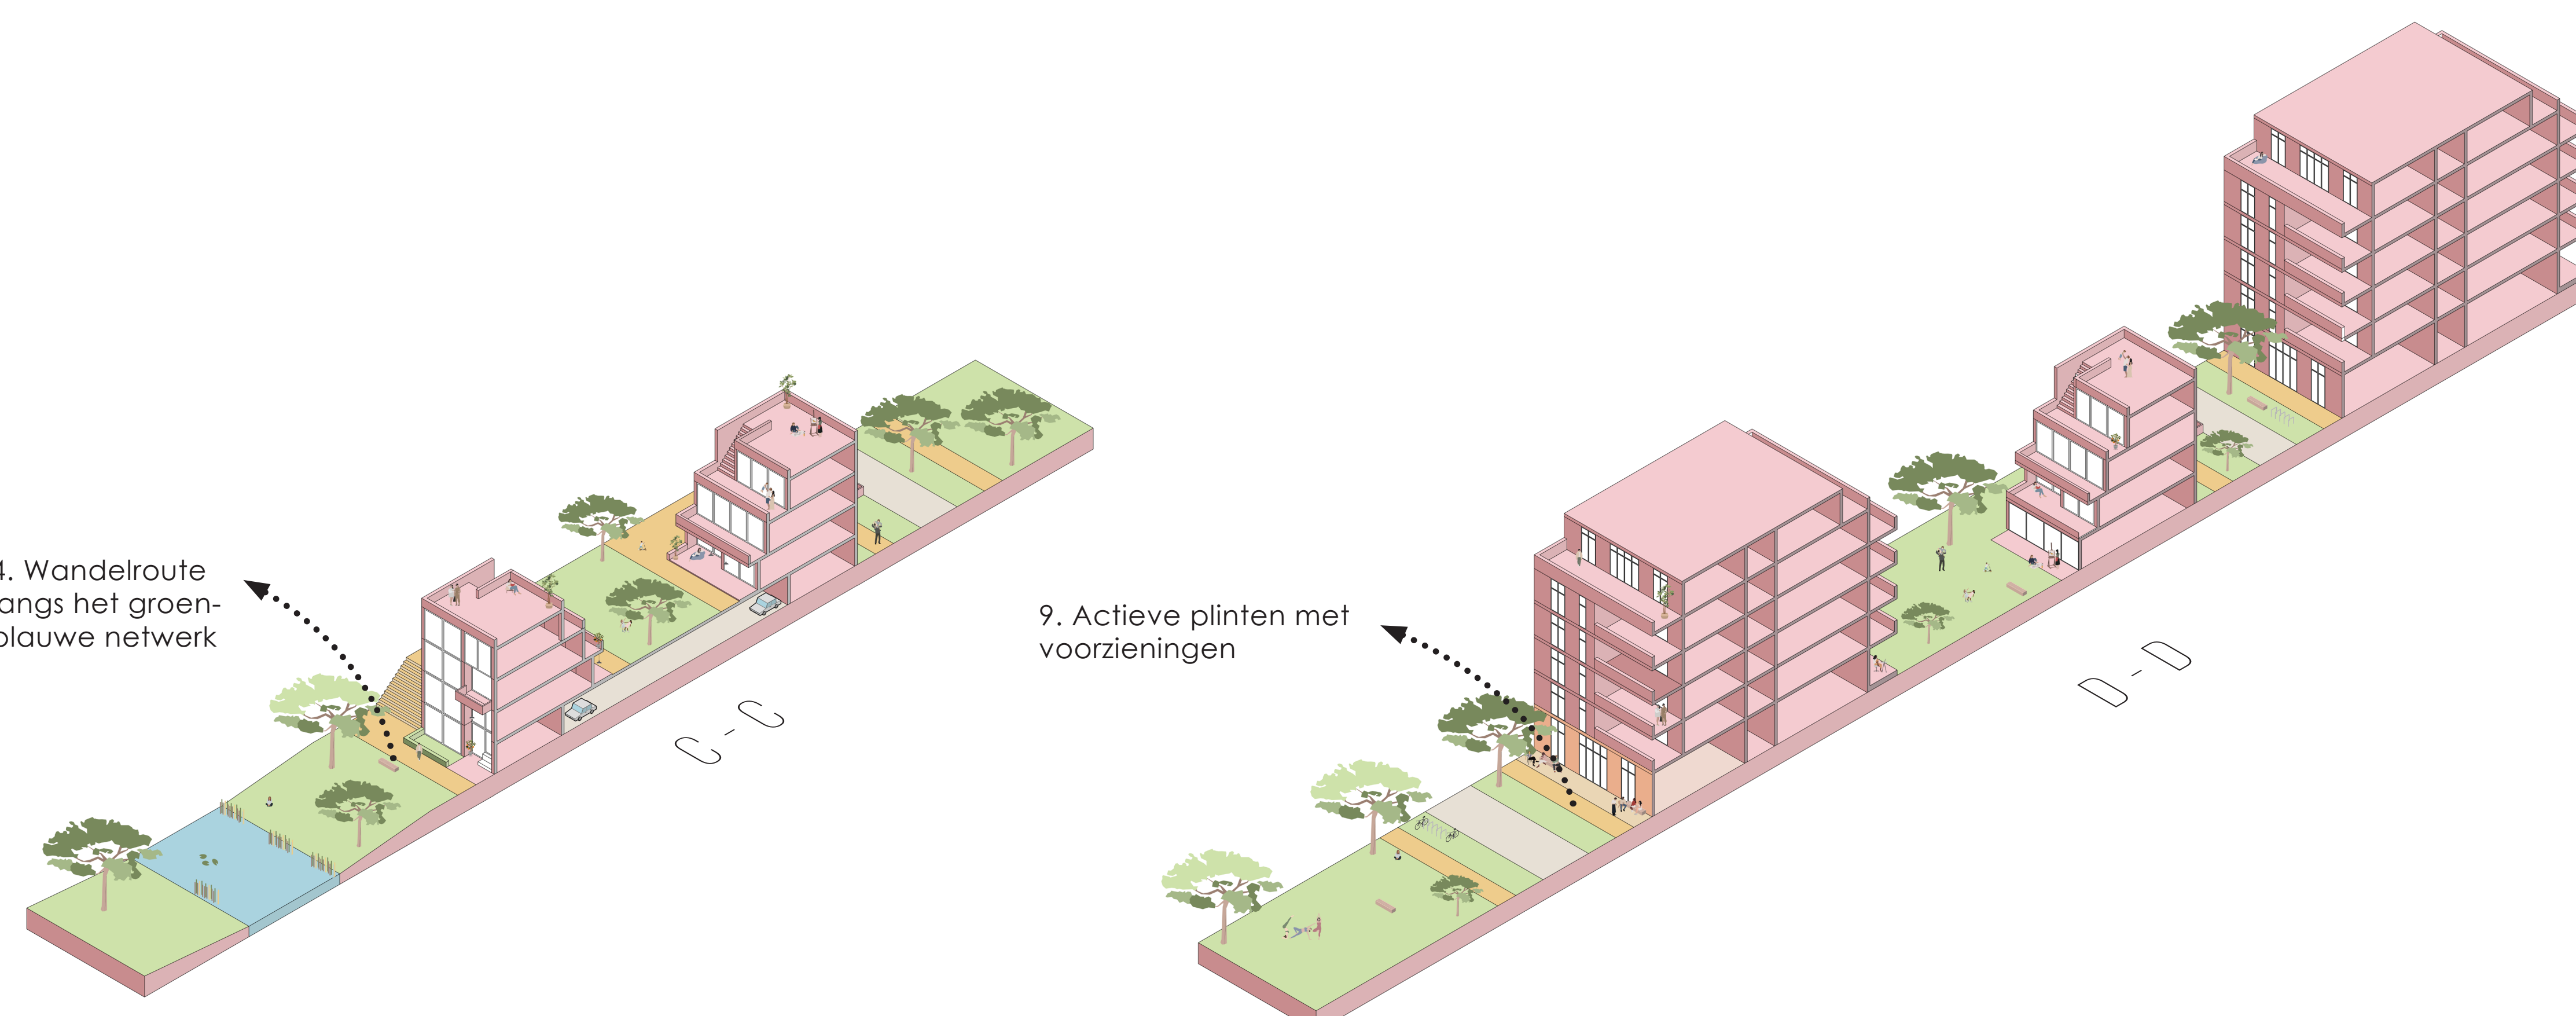 4. Wandelroute
langs het groen-
blauwe netwerk
C - C
9. Actieve plinten met
voorzieningen
D - D